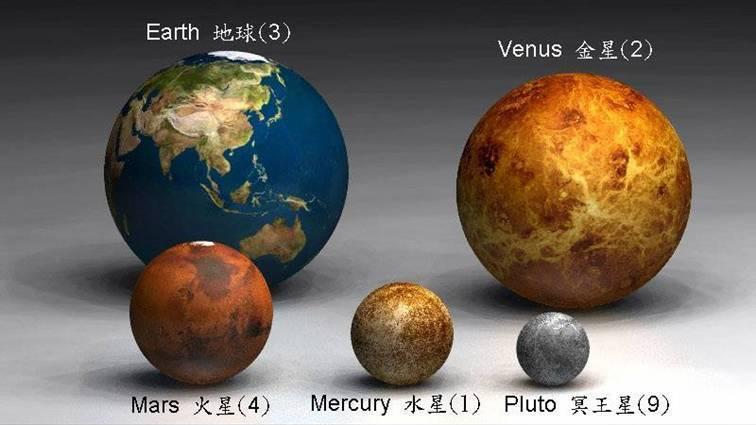 Earth 地球(3)
Venus 金星(2)
Mars 火星(4)
Mercury 水星(1)
Pluto 冥王星(9)